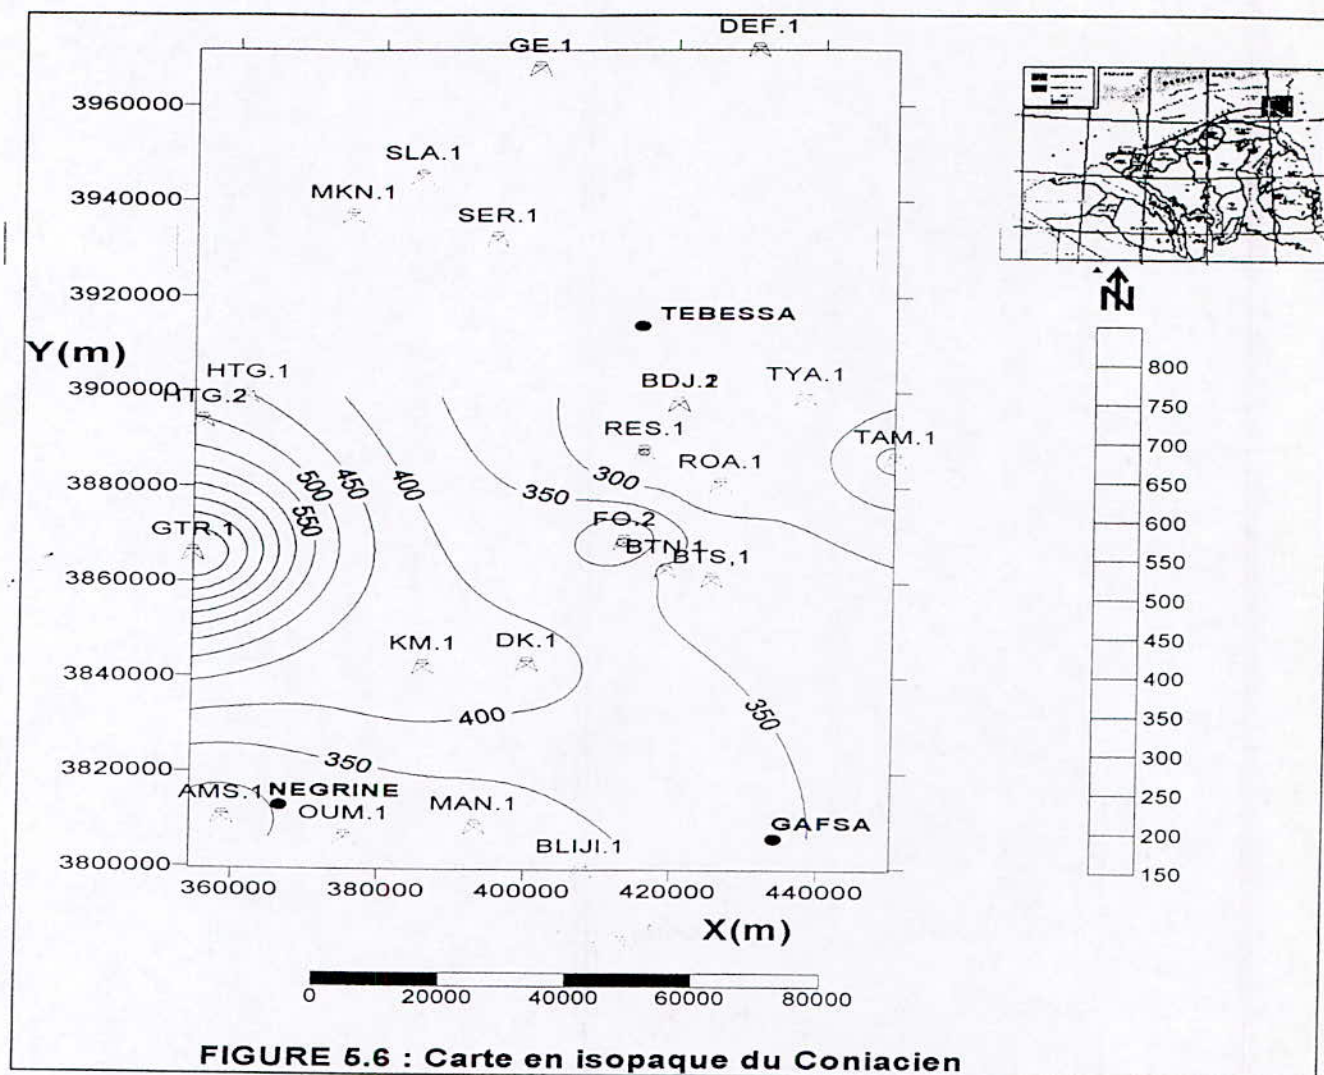 DEF.1
GE.1
3960000
SLA.1
MKN.1
3940000
SER.1
3920000
TEBESSA
Y(m)
HTG.1
3900000
HTG.2
BDJ.2
TYA.1
RES.1
TAM.1
ROA.1
500
450
400
350
300
550
3880000
GTR.1
FO.2
BTN.1
BTS,1
3860000
KM.1
DK.1
3840000
400
350
3820000
350
AMS.1
NEGRINE
OUM.1
MAN.1
GAFSA
BLIJI.1
3800000
360000
380000
400000
420000
440000
X(m)
0
20000
40000
60000
80000
N
800
750
700
650
600
550
500
450
400
350
300
250
200
150
FIGURE 5.6 : Carte en isopaque du Coniacien